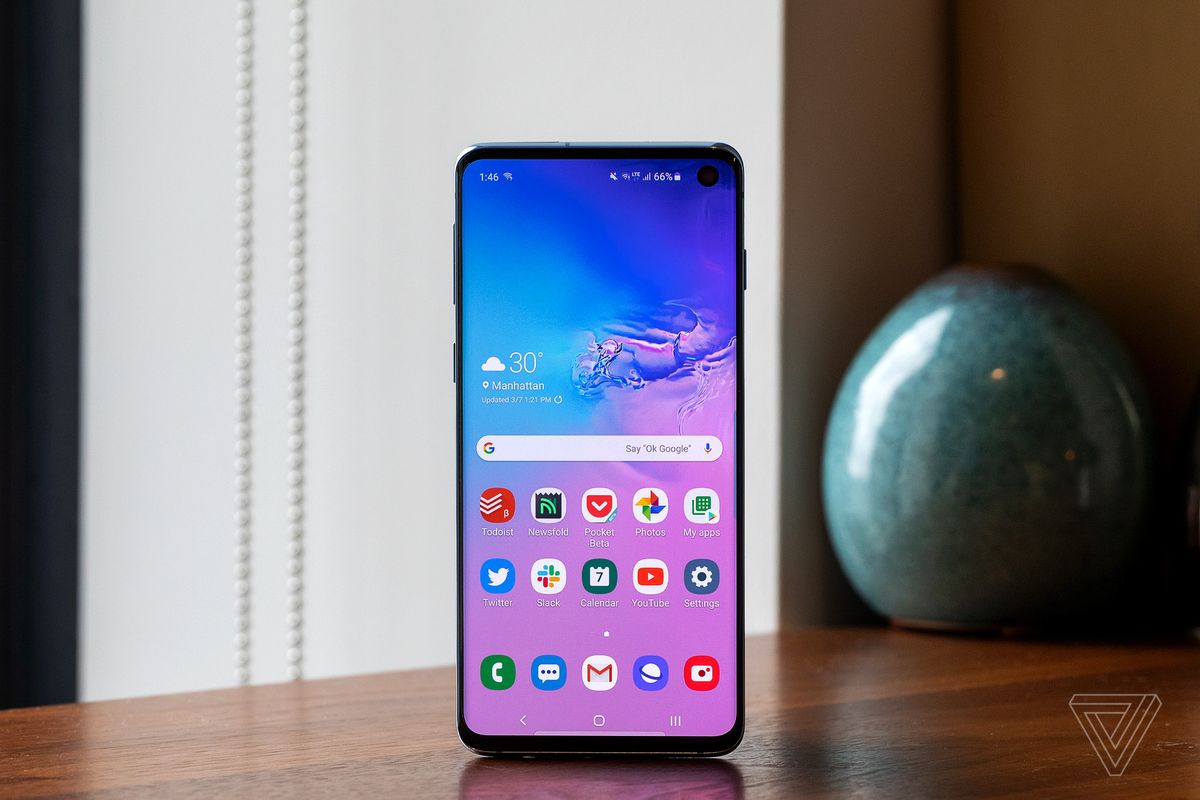 1:46 LTE 66%
30°
Manhattan
Updated 3/7 1:21 PM
Say "Ok Google"
Todoist Newsfold Pocket Beta Photos My apps
7
Twitter Slack Calendar YouTube Settings